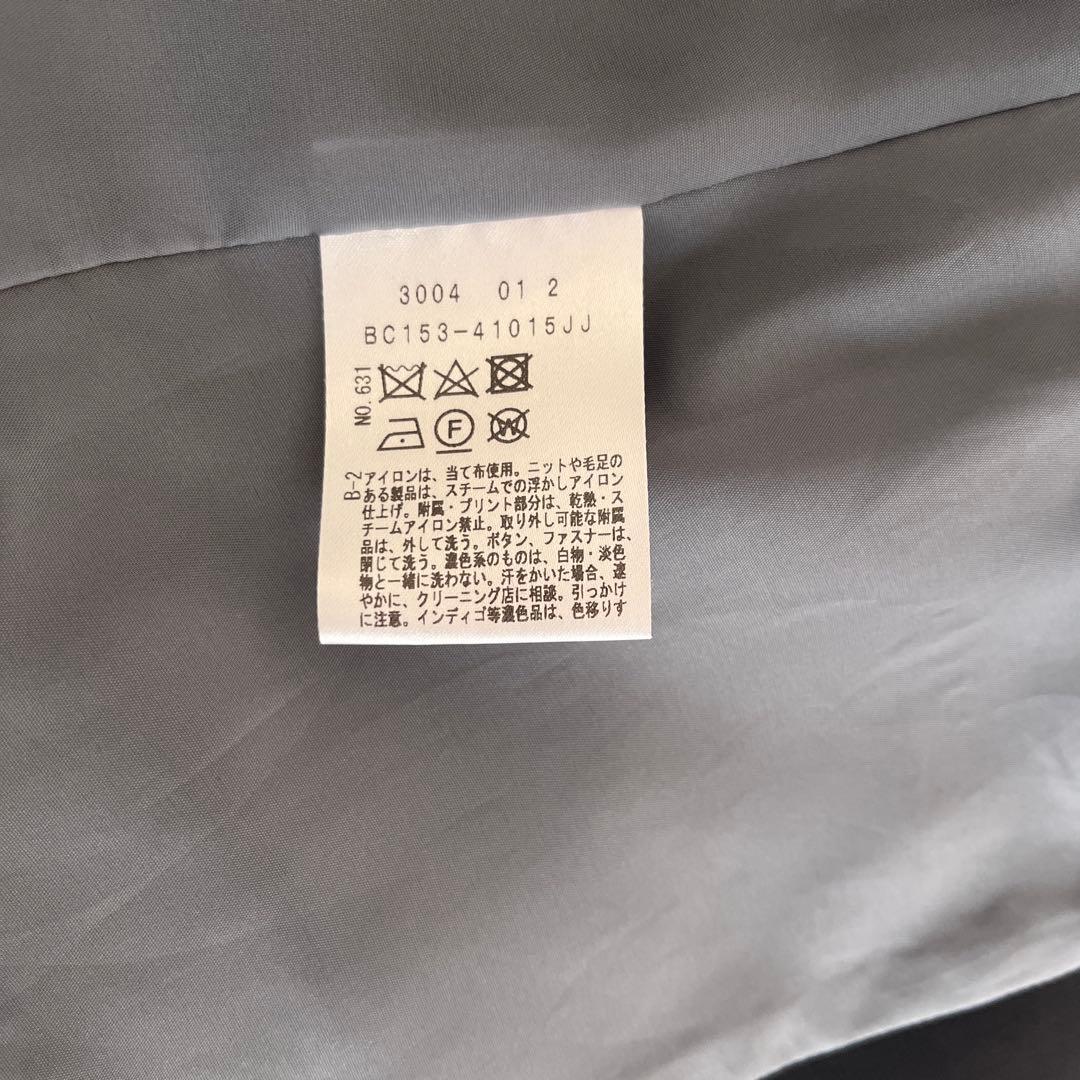 3004 01 2
BC153-41015JJ
NO.631
F
W
B-2
アイロンは、当て布使用。ニットや毛足の
ある製品は、スチームでの浮かしアイロン
仕上げ。附属・プリント部分は、乾熱・ス
チームアイロン禁止。取り外し可能な附属
品は、外して洗う。ボタン、ファスナーは、
閉じて洗う。濃色系のものは、白物・淡色
物と一緒に洗わない。汗をかいた場合、速
やかに、クリーニング店に相談。引っかけ
に注意。インディゴ等濃色品は、色移りす